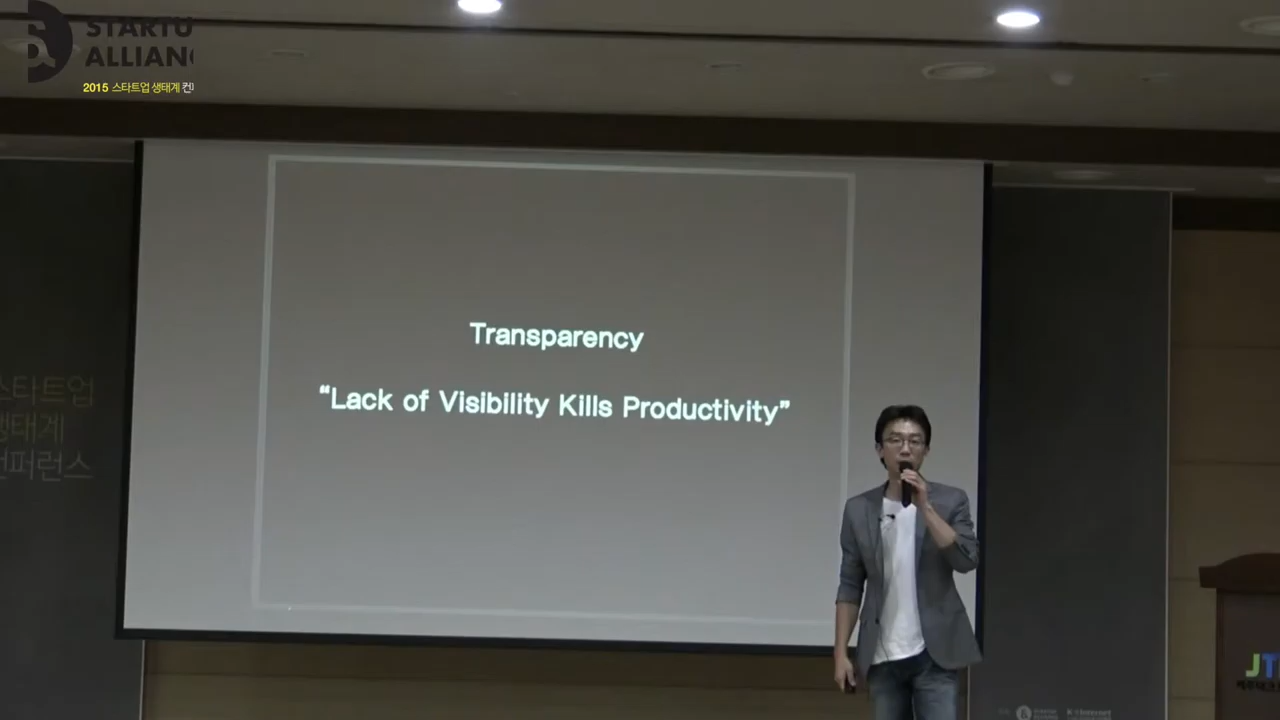 STARTU
ALLIAN
2015 스타트업 생태계 컨
Transparency
“Lack of Visibility Kills Productivity”
스타트업
생태계
컨퍼런스
JT